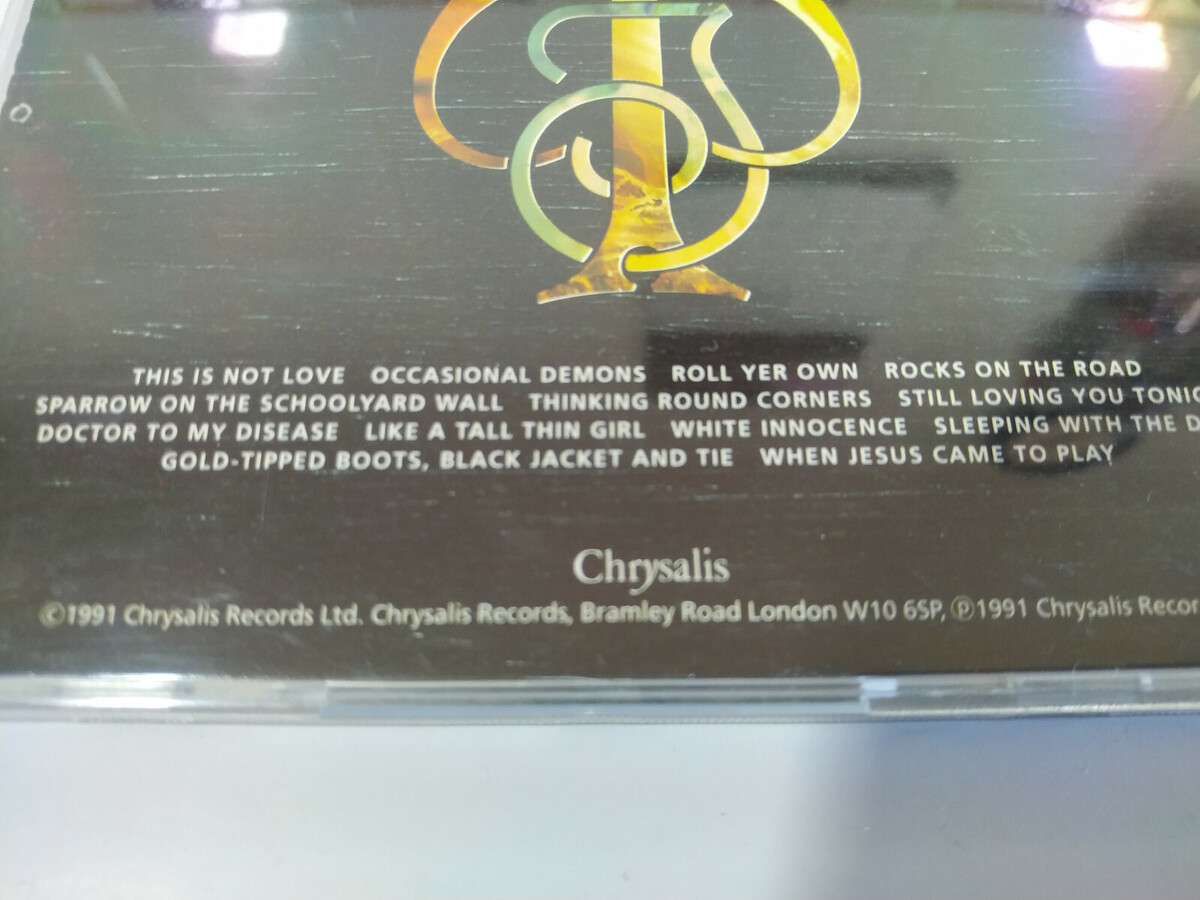 THIS IS NOT LOVE OCCASIONAL DEMONS ROLL YER OWN ROCKS ON THE ROAD
SPARROW ON THE SCHOOLYARD WALL THINKING ROUND CORNERS STILL LOVING YOU TONIG
DOCTOR TO MY DISEASE LIKE A TALL THIN GIRL WHITE INNOCENCE SLEEPING WITH THE D
GOLD-TIPPED BOOTS, BLACK JACKET AND TIE WHEN JESUS CAME TO PLAY
Chrysalis
©1991 Chrysalis Records Ltd. Chrysalis Records, Bramley Road London W10 6SP, ℗1991 Chrysalis Recor